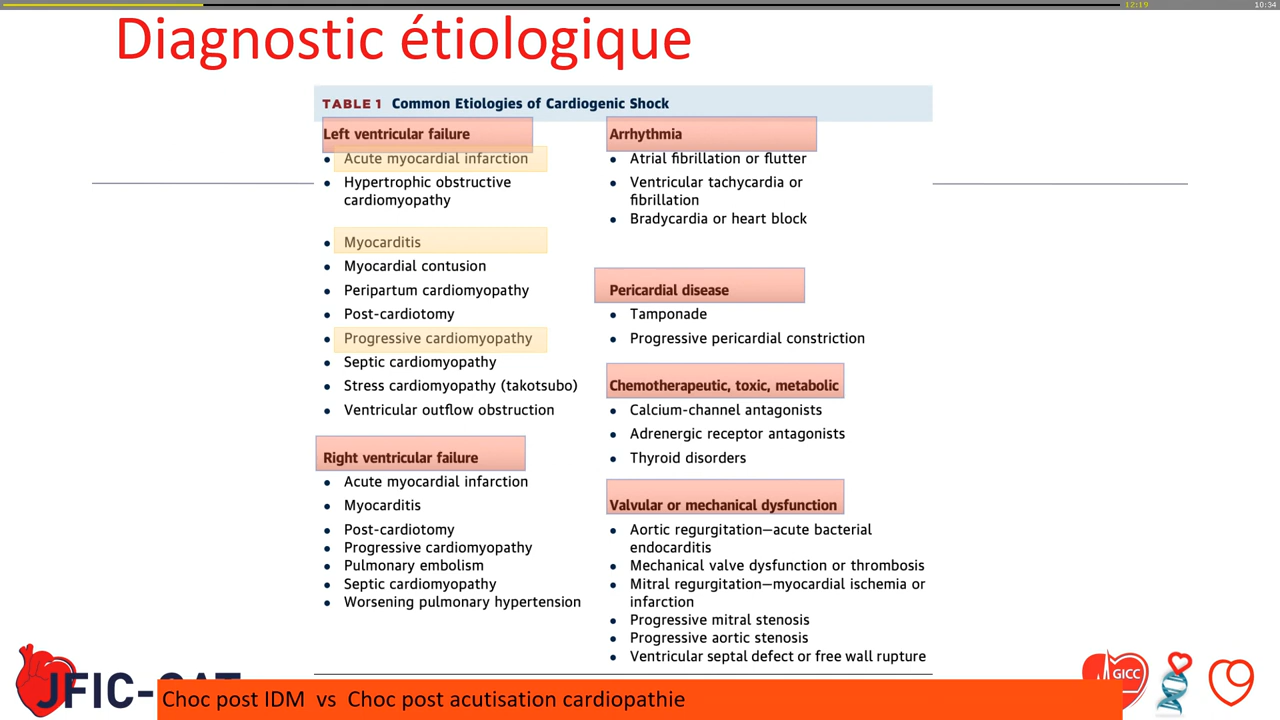 12:19
10:34
Diagnostic étiologique
TABLE 1 Common Etiologies of Cardiogenic Shock
Left ventricular failure
• Acute myocardial infarction
• Hypertrophic obstructive
cardiomyopathy
• Myocarditis
• Myocardial contusion
• Peripartum cardiomyopathy
• Post-cardiotomy
• Progressive cardiomyopathy
• Septic cardiomyopathy
• Stress cardiomyopathy (takotsubo)
• Ventricular outflow obstruction
Right ventricular failure
• Acute myocardial infarction
• Myocarditis
• Post-cardiotomy
• Progressive cardiomyopathy
• Pulmonary embolism
• Septic cardiomyopathy
• Worsening pulmonary hypertension
Arrhythmia
• Atrial fibrillation or flutter
• Ventricular tachycardia or
fibrillation
• Bradycardia or heart block
Pericardial disease
• Tamponade
• Progressive pericardial constriction
Chemotherapeutic, toxic, metabolic
• Calcium-channel antagonists
• Adrenergic receptor antagonists
• Thyroid disorders
Valvular or mechanical dysfunction
• Aortic regurgitation—acute bacterial
endocarditis
• Mechanical valve dysfunction or thrombosis
• Mitral regurgitation—myocardial ischemia or
infarction
• Progressive mitral stenosis
• Progressive aortic stenosis
• Ventricular septal defect or free wall rupture
JFIC-CAT
GICC
Choc post IDM vs Choc post acutisation cardiopathie